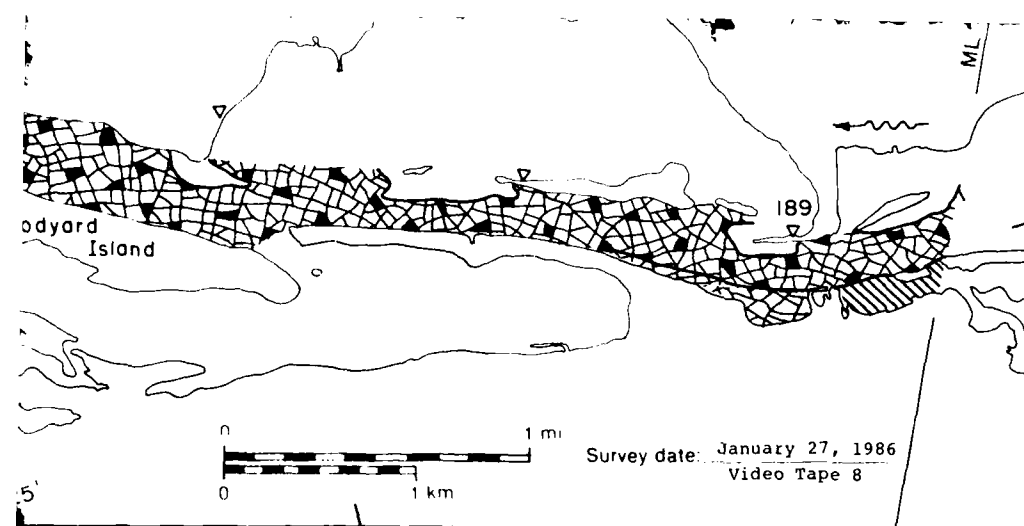 ML
189
odyard
Island
0 1 mi
0 1 km
Survey date: January 27, 1986
Video Tape 8
5'